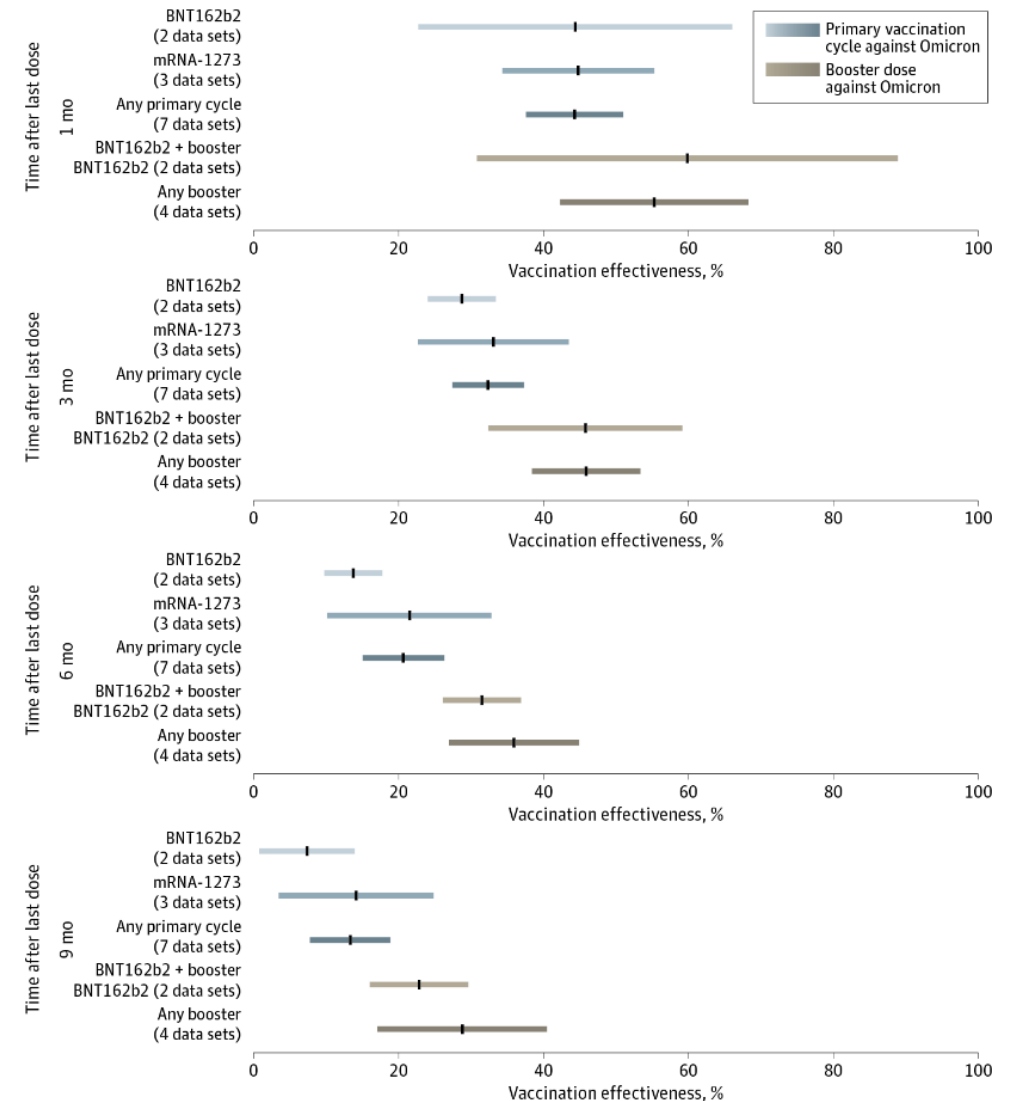 Primary vaccination
cycle against Omicron
Booster dose
against Omicron
Time after last dose
1 mo
BNT162b2
(2 data sets)
mRNA-1273
(3 data sets)
Any primary cycle
(7 data sets)
BNT162b2 + booster
BNT162b2 (2 data sets)
Any booster
(4 data sets)
0 20 40 60 80 100
Vaccination effectiveness, %
Time after last dose
3 mo
BNT162b2
(2 data sets)
mRNA-1273
(3 data sets)
Any primary cycle
(7 data sets)
BNT162b2 + booster
BNT162b2 (2 data sets)
Any booster
(4 data sets)
0 20 40 60 80 100
Vaccination effectiveness, %
Time after last dose
6 mo
BNT162b2
(2 data sets)
mRNA-1273
(3 data sets)
Any primary cycle
(7 data sets)
BNT162b2 + booster
BNT162b2 (2 data sets)
Any booster
(4 data sets)
0 20 40 60 80 100
Vaccination effectiveness, %
Time after last dose
9 mo
BNT162b2
(2 data sets)
mRNA-1273
(3 data sets)
Any primary cycle
(7 data sets)
BNT162b2 + booster
BNT162b2 (2 data sets)
Any booster
(4 data sets)
0 20 40 60 80 100
Vaccination effectiveness, %